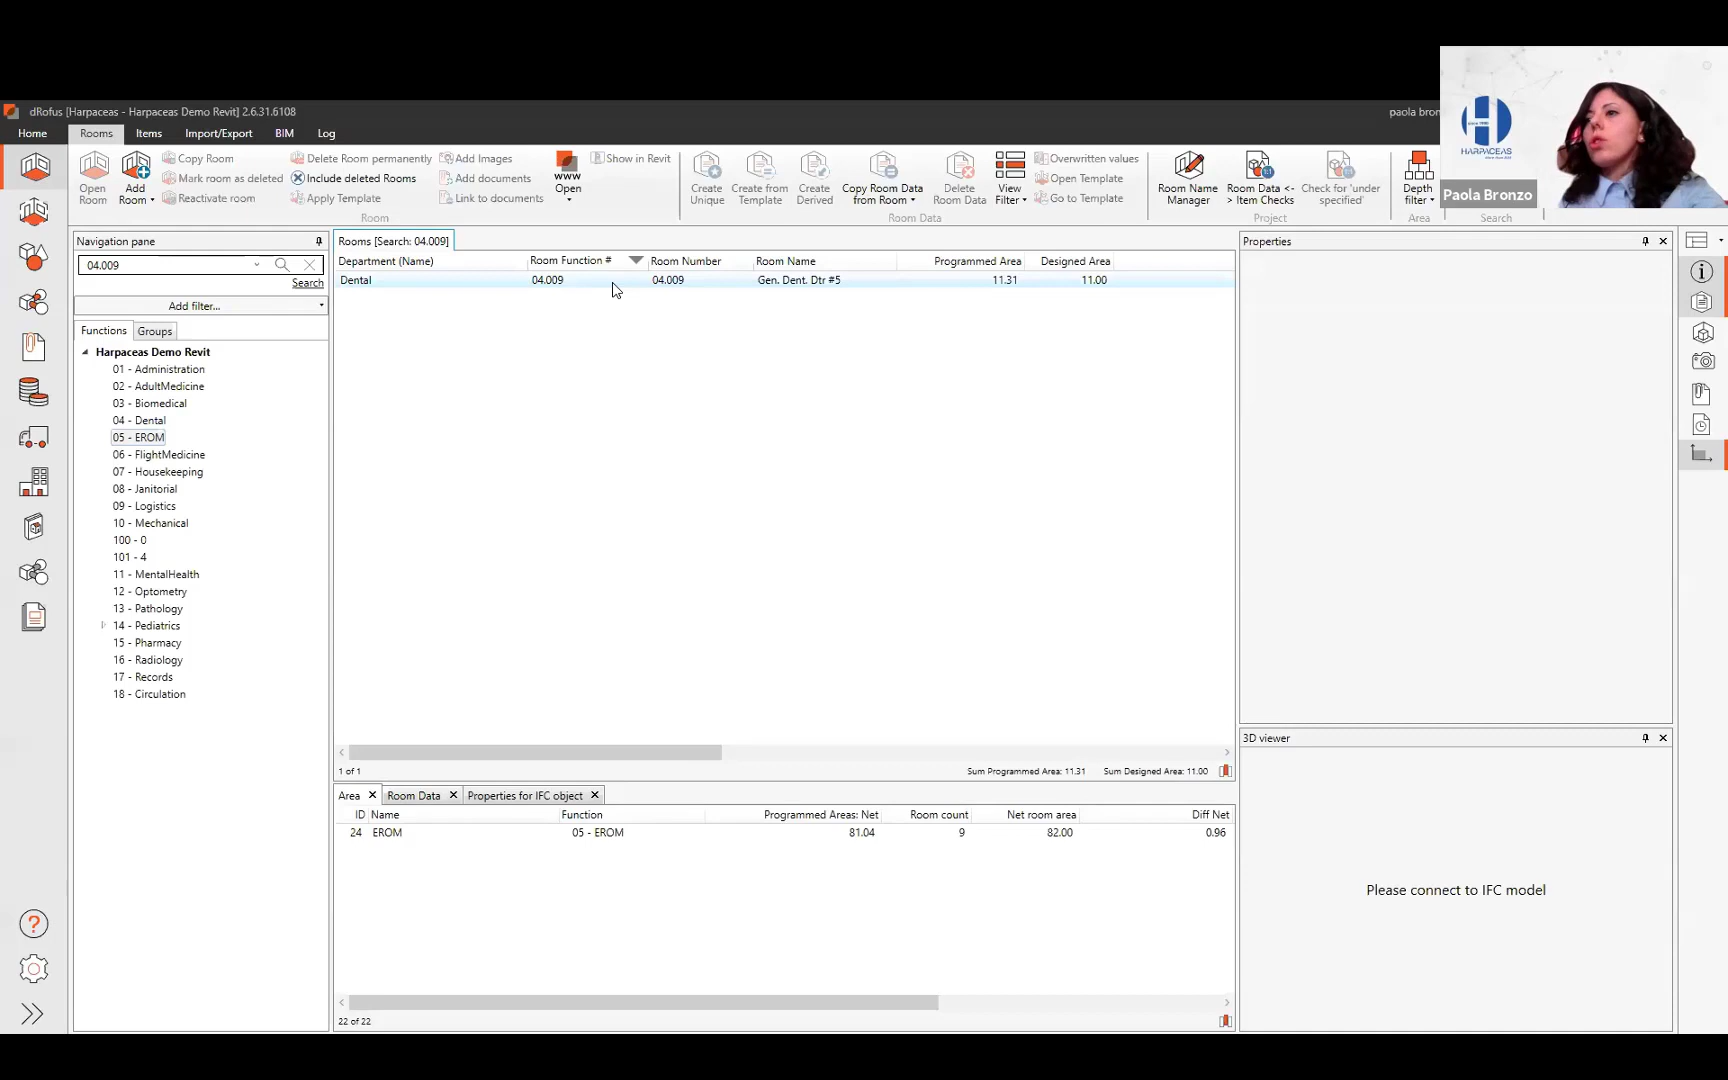 dRofus [Harpaceas - Harpaceas Demo Revit] 2.6.31.6108
paola bron
Home Rooms Items Import/Export BIM Log
Open Room
Add Room
Copy Room
Mark room as deleted
Reactivate room
Delete Room permanently
Include deleted Rooms
Apply Template
Add Images
Add documents
Link to documents
www
Open
Show in Revit
Room
Create Unique
Create from Template
Create Derived
Copy Room Data from Room
Delete Room Data
View Filter
Overwritten values
Open Template
Go to Template
Room Data
Room Name Manager
Room Data <-> Item Checks
Check for 'under specified'
Project
Depth filter
Area
Search
HARPACEAS
Paola Bronzo
Navigation pane
04.009
Search
Add filter...
Functions Groups
Harpaceas Demo Revit
01 - Administration
02 - AdultMedicine
03 - Biomedical
04 - Dental
05 - EROM
06 - FlightMedicine
07 - Housekeeping
08 - Janitorial
09 - Logistics
10 - Mechanical
100 - 0
101 - 4
11 - MentalHealth
12 - Optometry
13 - Pathology
14 - Pediatrics
15 - Pharmacy
16 - Radiology
17 - Records
18 - Circulation
Rooms [Search: 04.009]
Department (Name) Room Function # Room Number Room Name Programmed Area Designed Area
Dental 04.009 04.009 Gen. Dent. Dtr #5 11.31 11.00
1 of 1 Sum Programmed Area: 11.31 Sum Designed Area: 11.00
Area Room Data Properties for IFC object
ID Name Function Programmed Areas: Net Room count Net room area Diff Net
24 EROM 05 - EROM 81.04 9 82.00 0.96
22 of 22
Properties
3D viewer
Please connect to IFC model